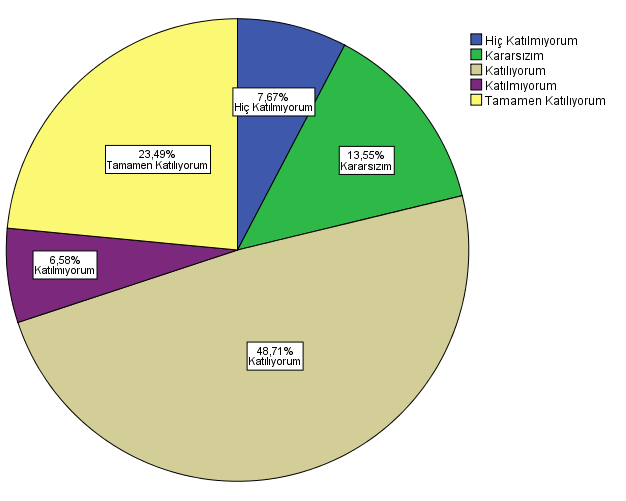 7,67%
Hiç Katılmıyorum
13,55%
Kararsızım
23,49%
Tamamen Katılıyorum
6,58%
Katılmıyorum
48,71%
Katılıyorum
Hiç Katılmıyorum
Kararsızım
Katılıyorum
Katılmıyorum
Tamamen Katılıyorum